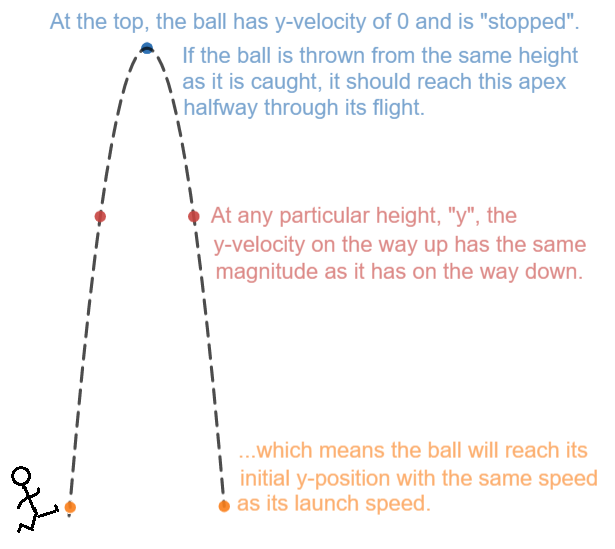 At the top, the ball has y-velocity of 0 and is "stopped".
If the ball is thrown from the same height
as it is caught, it should reach this apex
halfway through its flight.
At any particular height, "y", the
y-velocity on the way up has the same
magnitude as it has on the way down.
...which means the ball will reach its
initial y-position with the same speed
as its launch speed.